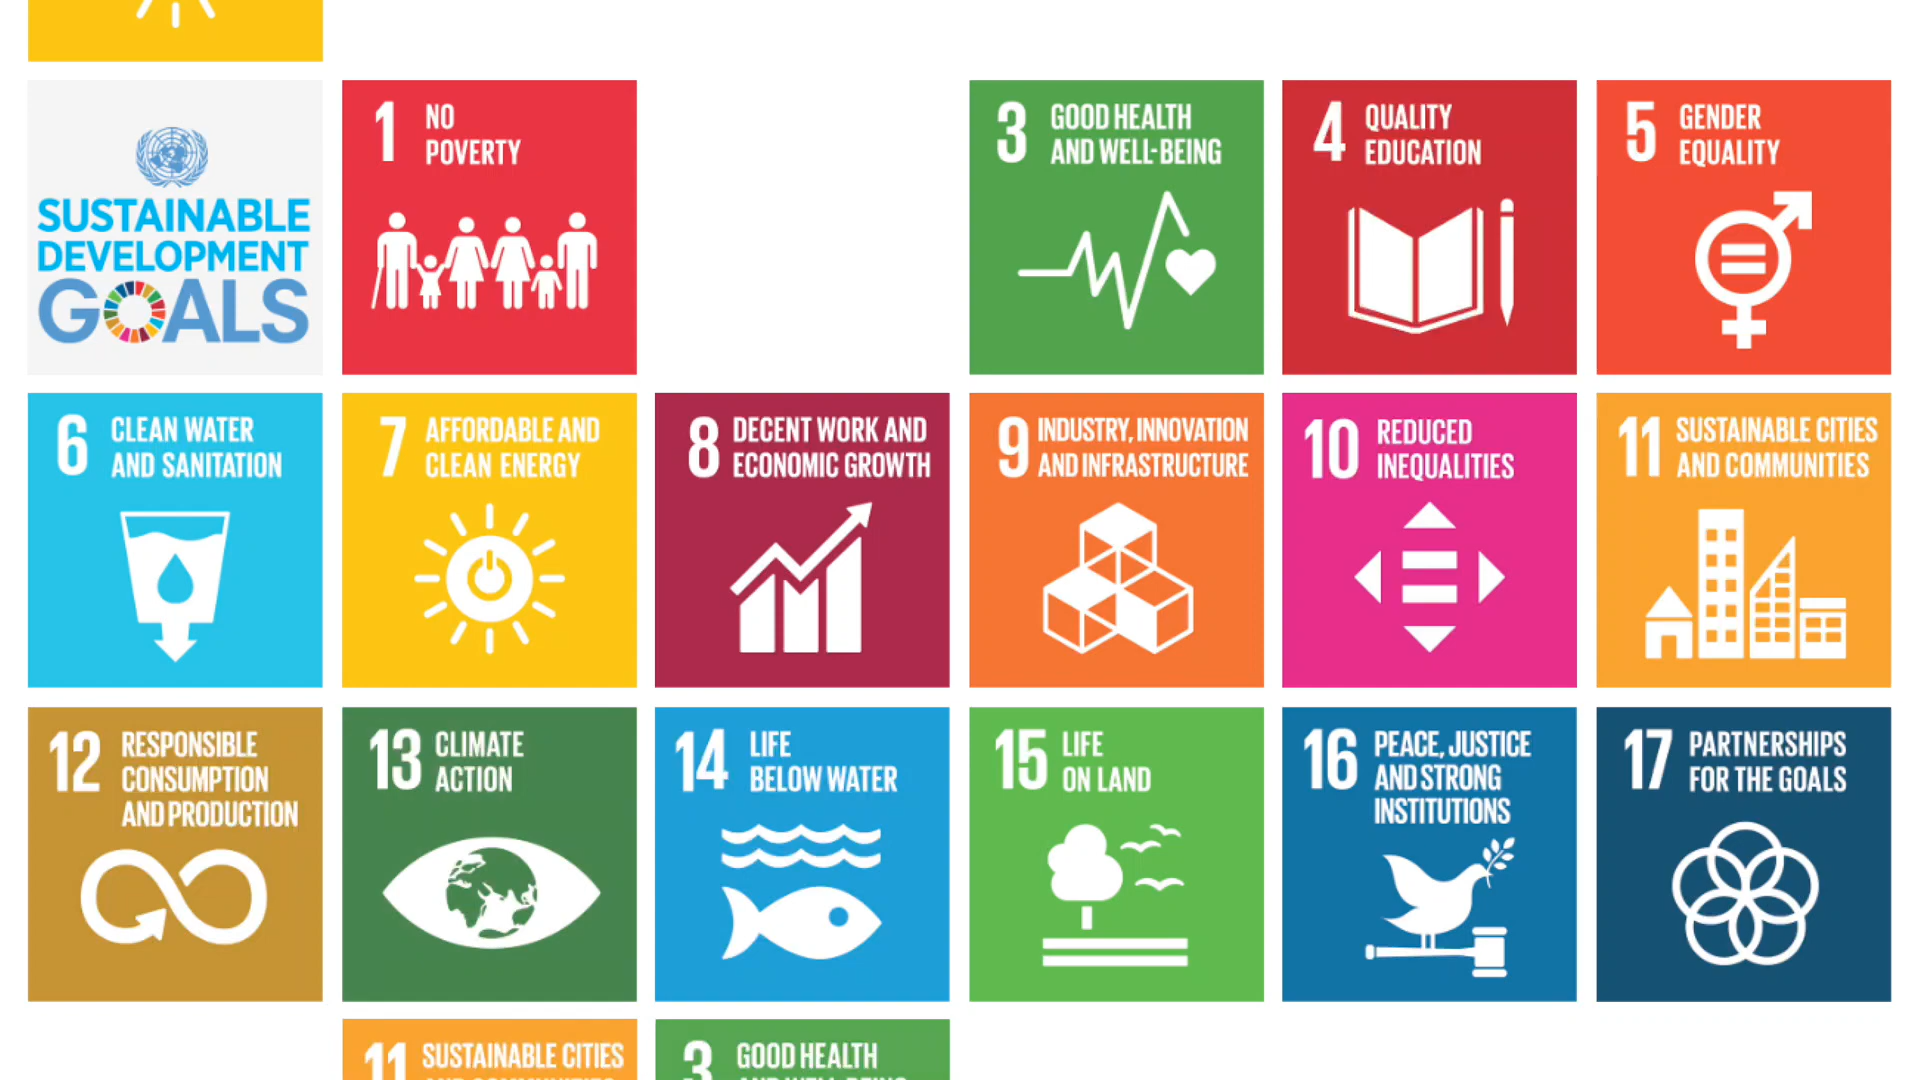 SUSTAINABLE
DEVELOPMENT
GOALS
1 NO
POVERTY
3 GOOD HEALTH
AND WELL-BEING
4 QUALITY
EDUCATION
5 GENDER
EQUALITY
6 CLEAN WATER
AND SANITATION
7 AFFORDABLE AND
CLEAN ENERGY
8 DECENT WORK AND
ECONOMIC GROWTH
9 INDUSTRY, INNOVATION
AND INFRASTRUCTURE
10 REDUCED
INEQUALITIES
11 SUSTAINABLE CITIES
AND COMMUNITIES
12 RESPONSIBLE
CONSUMPTION
AND PRODUCTION
13 CLIMATE
ACTION
14 LIFE
BELOW WATER
15 LIFE
ON LAND
16 PEACE, JUSTICE
AND STRONG
INSTITUTIONS
17 PARTNERSHIPS
FOR THE GOALS
11 SUSTAINABLE CITIES
3 GOOD HEALTH